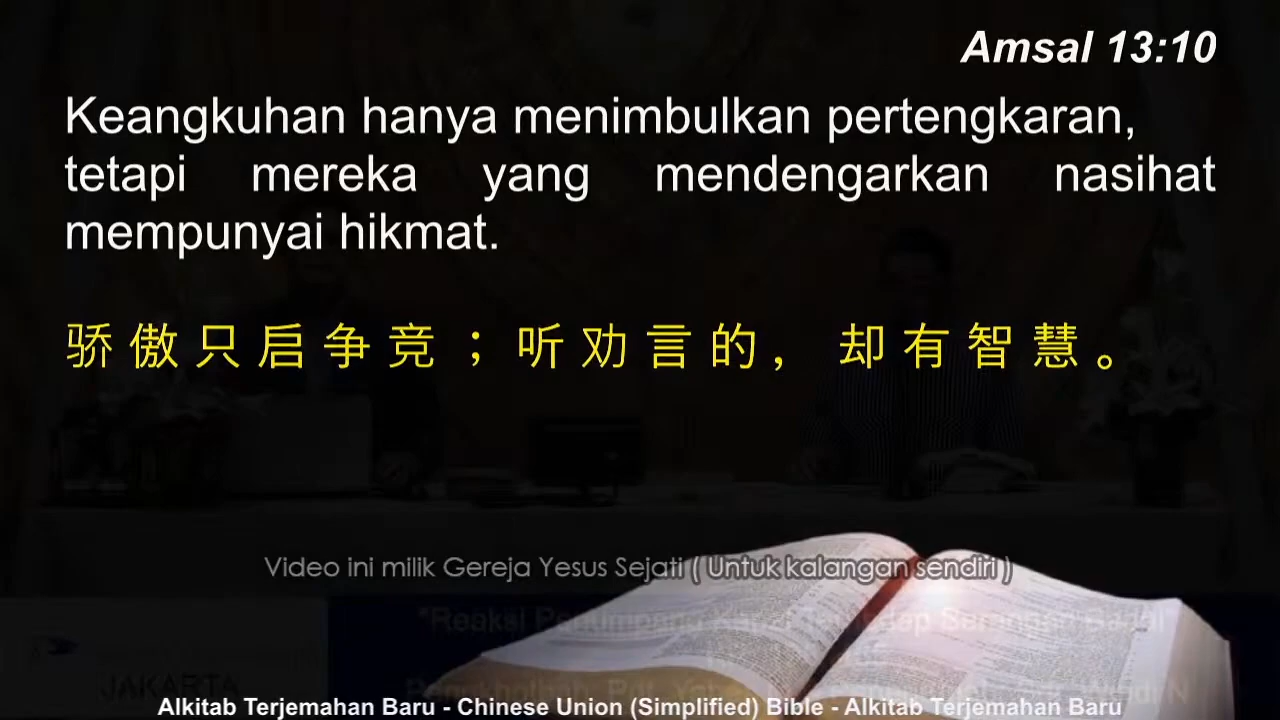 Amsal 13:10
Keangkuhan hanya menimbulkan pertengkaran,
tetapi mereka yang mendengarkan nasihat
mempunyai hikmat.
骄傲只启争竞；听劝言的，却有智慧。
Video ini milik Gereja Yesus Sejati ( Untuk kalangan sendiri )
JAKARTA
Alkitab Terjemahan Baru - Chinese Union (Simplified) Bible - Alkitab Terjemahan Baru